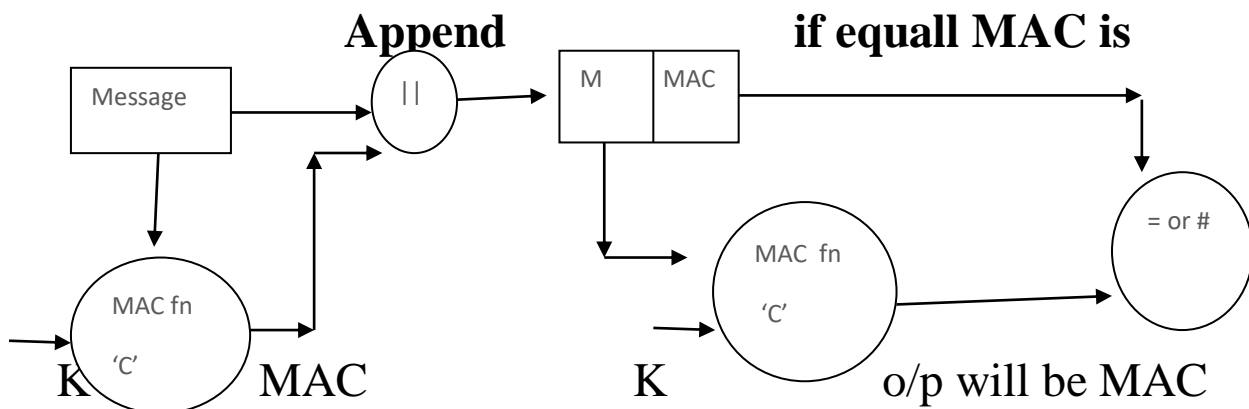 Append
if equall MAC is
Message
||
M
MAC
= or #
MAC fn
'C'
MAC fn
‘C’
K
MAC
K
o/p will be MAC